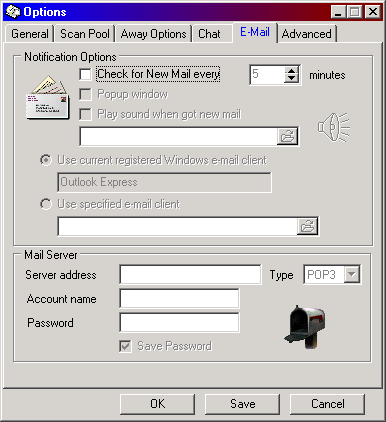 Options
General Scan Pool Away Options Chat E-Mail Advanced
Notification Options
Check for New Mail every 5 minutes
Popup window
Play sound when got new mail
Use current registered Windows e-mail client
Outlook Express
Use specified e-mail client
Mail Server
Server address Type POP3
Account name
Password
Save Password
OK Save Cancel